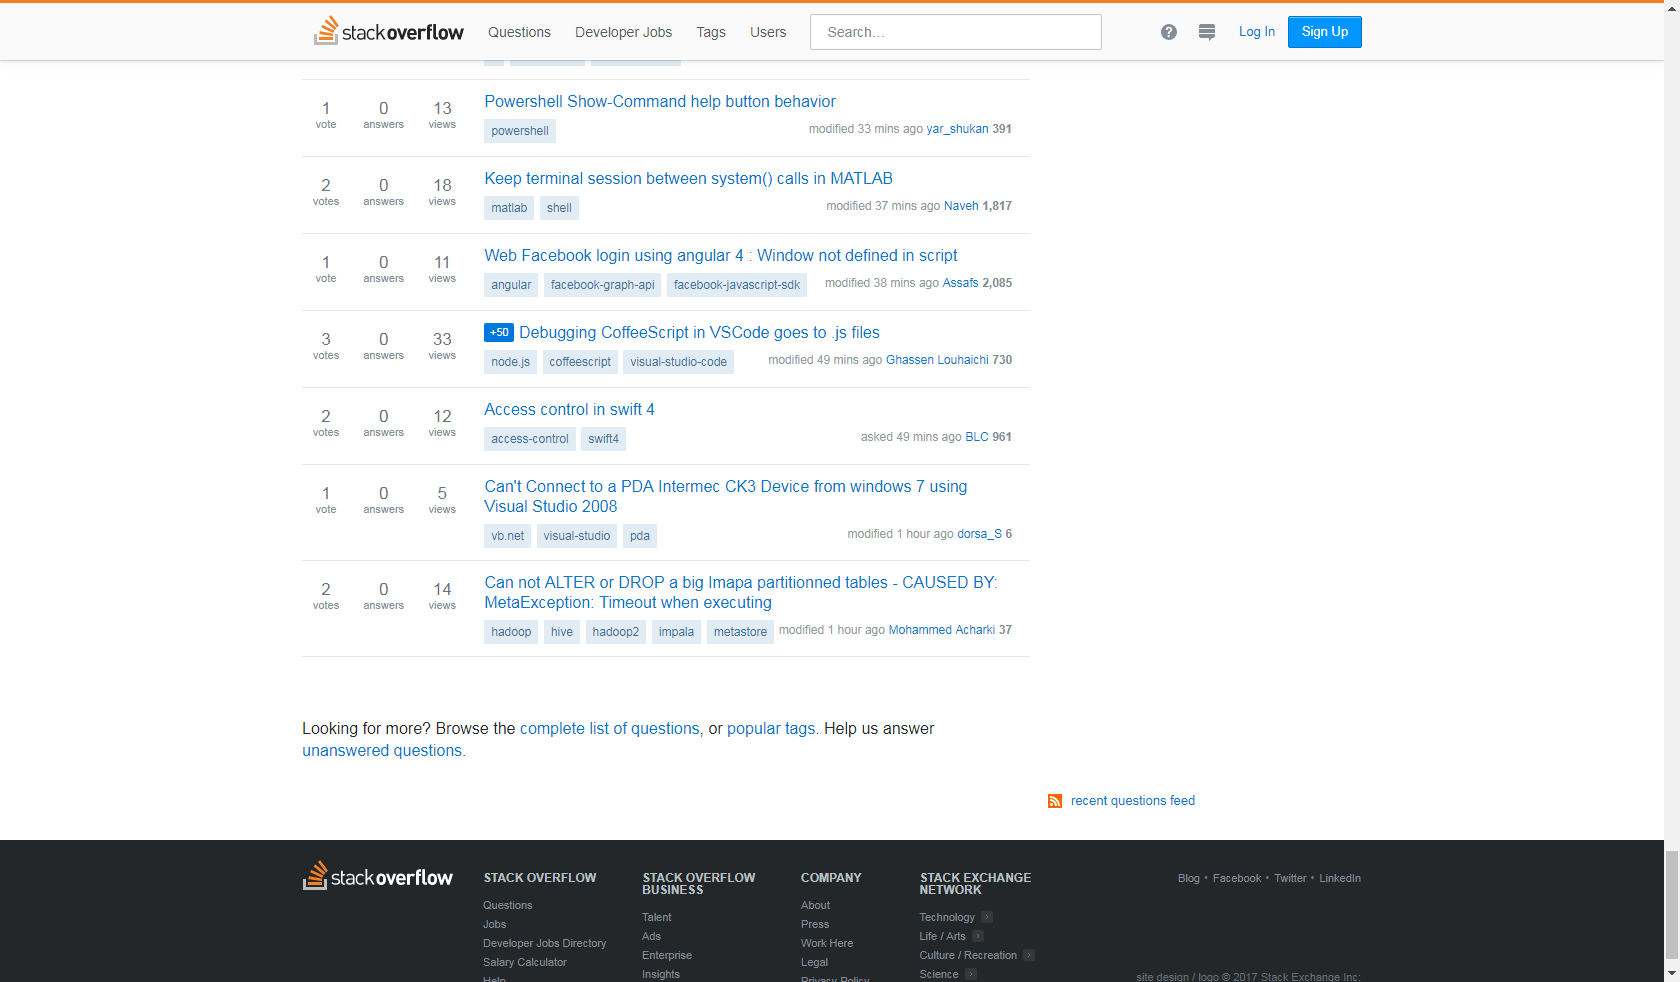 stackoverflow Questions Developer Jobs Tags Users Search... Log In Sign Up
1 0 13 Powershell Show-Command help button behavior
vote answers views powershell modified 33 mins ago yar_shukan 391
2 0 18 Keep terminal session between system() calls in MATLAB
votes answers views matlab shell modified 37 mins ago Naveh 1,817
1 0 11 Web Facebook login using angular 4 : Window not defined in script
vote answers views angular facebook-graph-api facebook-javascript-sdk modified 38 mins ago Assafs 2,085
3 0 33 +50 Debugging CoffeeScript in VSCode goes to .js files
votes answers views node.js coffeescript visual-studio-code modified 49 mins ago Ghassen Louhaichi 730
2 0 12 Access control in swift 4
votes answers views access-control swift4 asked 49 mins ago BLC 961
1 0 5 Can't Connect to a PDA Intermec CK3 Device from windows 7 using
vote answers views Visual Studio 2008
vb.net visual-studio pda modified 1 hour ago dorsa_S 6
2 0 14 Can not ALTER or DROP a big Imapa partitionned tables - CAUSED BY:
votes answers views MetaException: Timeout when executing
hadoop hive hadoop2 impala metastore modified 1 hour ago Mohammed Acharki 37
Looking for more? Browse the complete list of questions, or popular tags. Help us answer
unanswered questions.
recent questions feed
stackoverflow
STACK OVERFLOW
Questions
Jobs
Developer Jobs Directory
Salary Calculator
Help
STACK OVERFLOW
BUSINESS
Talent
Ads
Enterprise
Insights
COMPANY
About
Press
Work Here
Legal
Privacy Policy
STACK EXCHANGE
NETWORK
Technology
Life / Arts
Culture / Recreation
Science
Blog • Facebook • Twitter • LinkedIn
site design / logo © 2017 Stack Exchange Inc;